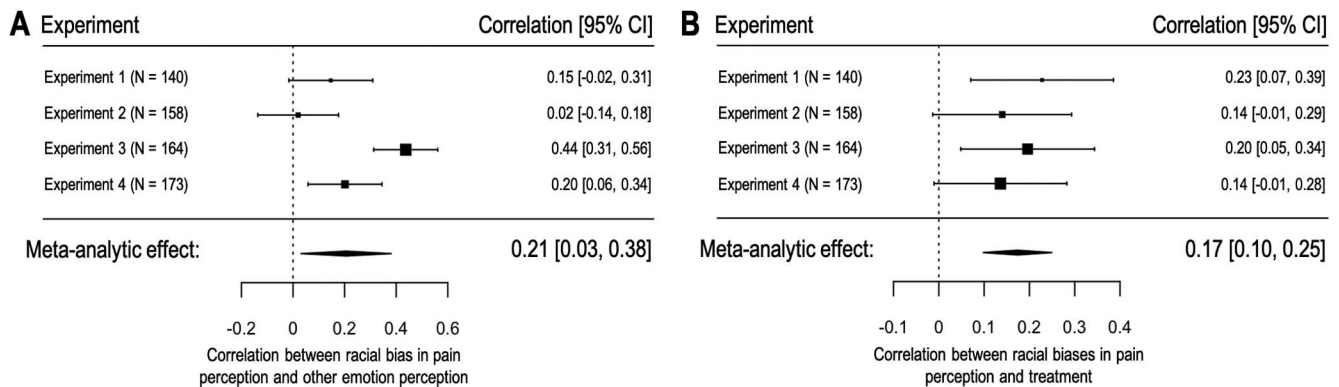 A Experiment Correlation [95% CI]
Experiment 1 (N = 140) 0.15 [-0.02, 0.31]
Experiment 2 (N = 158) 0.02 [-0.14, 0.18]
Experiment 3 (N = 164) 0.44 [0.31, 0.56]
Experiment 4 (N = 173) 0.20 [0.06, 0.34]
Meta-analytic effect: 0.21 [0.03, 0.38]
-0.2 0 0.2 0.4 0.6
Correlation between racial bias in pain
perception and other emotion perception
B Experiment Correlation [95% CI]
Experiment 1 (N = 140) 0.23 [0.07, 0.39]
Experiment 2 (N = 158) 0.14 [-0.01, 0.29]
Experiment 3 (N = 164) 0.20 [0.05, 0.34]
Experiment 4 (N = 173) 0.14 [-0.01, 0.28]
Meta-analytic effect: 0.17 [0.10, 0.25]
-0.1 0 0.1 0.2 0.3 0.4
Correlation between racial biases in pain
perception and treatment